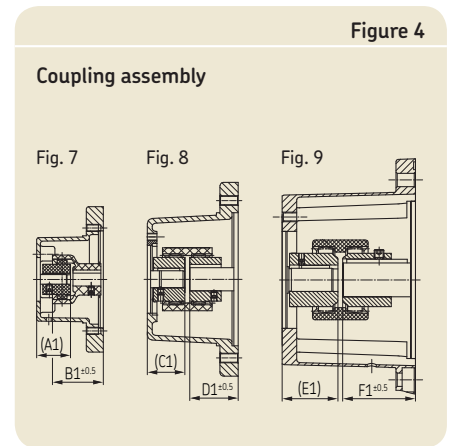 Figure 4
Coupling assembly
Fig. 7 Fig. 8 Fig. 9
(A1) (C1) (E1)
B1±0.5 D1±0.5 F1±0.5